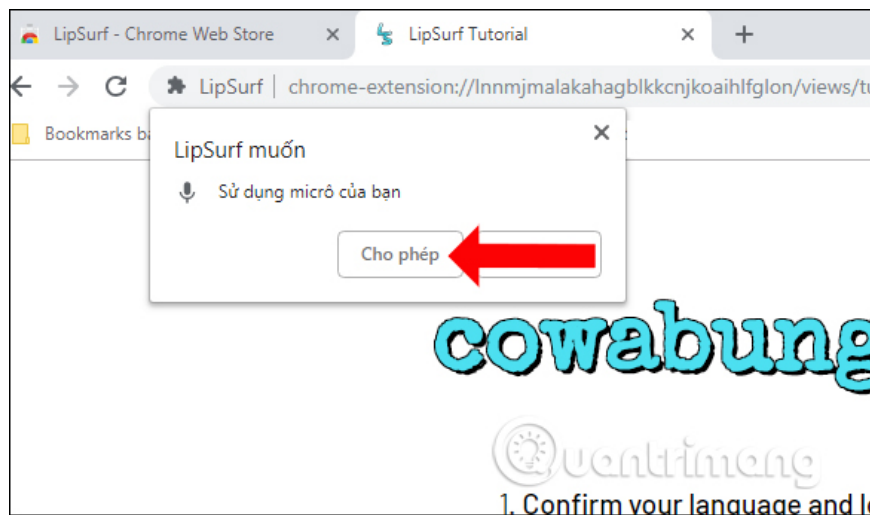 LipSurf - Chrome Web Store
LipSurf Tutorial
LipSurf chrome-extension://lnnmjmalakahagblkkcnjkoaihlfglon/views/tu
Bookmarks ba
LipSurf muốn
Sử dụng micrô của bạn
Cho phép
cowabung
Quantrimang
1. Confirm your language and lo